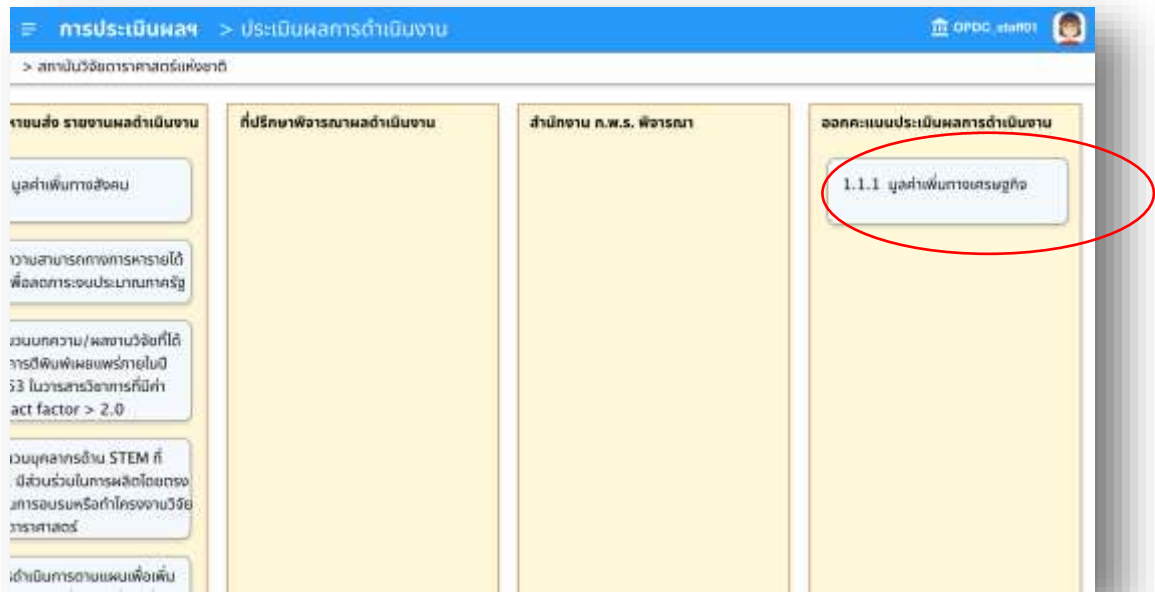 การประเมินผลฯ > ประเมินผลการดำเนินงาน
OPDC_staff01
> สถาบันวิจัยดาราศาสตร์แห่งชาติ
รายงานผลดำเนินงาน
ที่ปรึกษาพิจารณาผลดำเนินงาน
สำนักงาน ก.พ.ร. พิจารณา
ออกคะแนนประเมินผลการดำเนินงาน
มูลค่าเพิ่มทางสังคม
1.1.1 มูลค่าเพิ่มทางเศรษฐกิจ
วามสามารถทางการหารายได้
พื่อลดภาระงบประมาณภาครัฐ
วนบทความ/ผลงานวิจัยที่ได้
การตีพิมพ์เผยแพร่ภายในปี
63 ในวารสารวิชาการที่มีค่า
act factor > 2.0
วนบุคลากรด้าน STEM ที่
มีส่วนร่วมในการผลิตโดยตรง
นการอบรมหรือทำโครงงานวิจัย
ดาราศาสตร์
ดำเนินการตามแผนเพื่อเพิ่ม